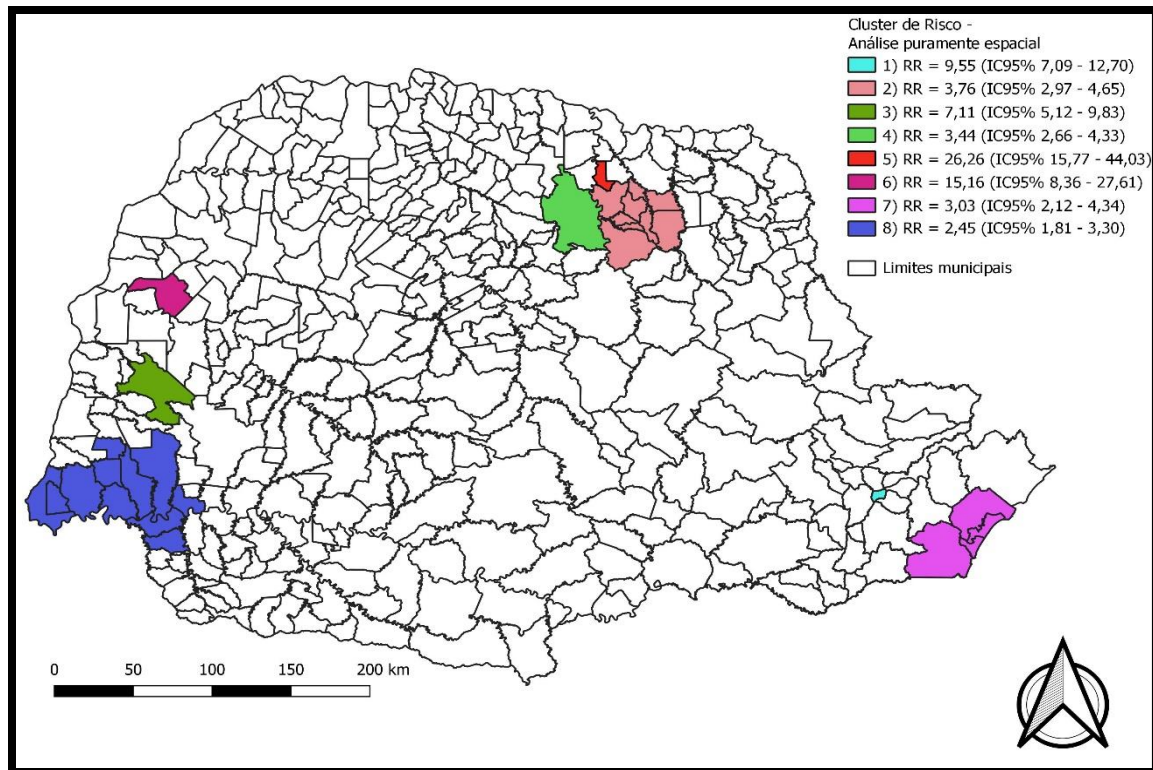 Cluster de Risco -
Análise puramente espacial
1) RR = 9,55 (IC95% 7,09 - 12,70)
2) RR = 3,76 (IC95% 2,97 - 4,65)
3) RR = 7,11 (IC95% 5,12 - 9,83)
4) RR = 3,44 (IC95% 2,66 - 4,33)
5) RR = 26,26 (IC95% 15,77 - 44,03)
6) RR = 15,16 (IC95% 8,36 - 27,61)
7) RR = 3,03 (IC95% 2,12 - 4,34)
8) RR = 2,45 (IC95% 1,81 - 3,30)
Limites municipais
0 50 100 150 200 km